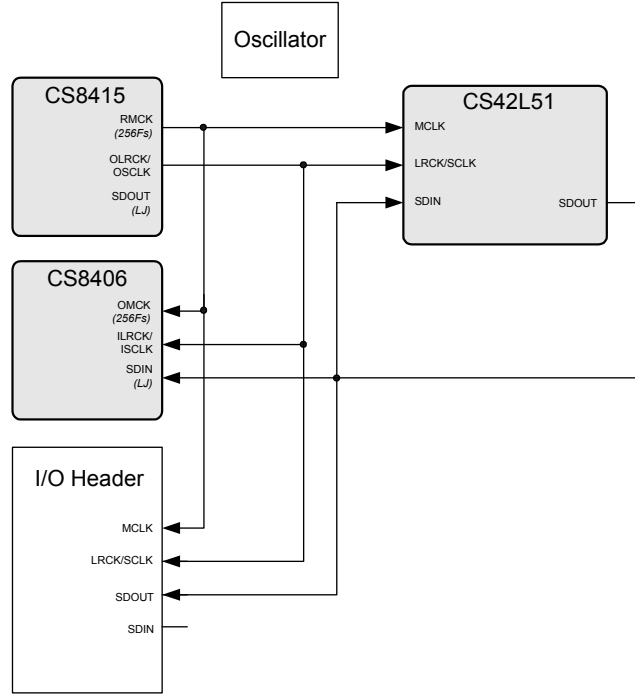 Oscillator
CS8415
RMCK
(256Fs)
OLRCK/
OSCLK
SDOUT
(LJ)
CS42L51
MCLK
LRCK/SCLK
SDIN
SDOUT
CS8406
OMCK
(256Fs)
ILRCK/
ISCLK
SDIN
(LJ)
I/O Header
MCLK
LRCK/SCLK
SDOUT
SDIN